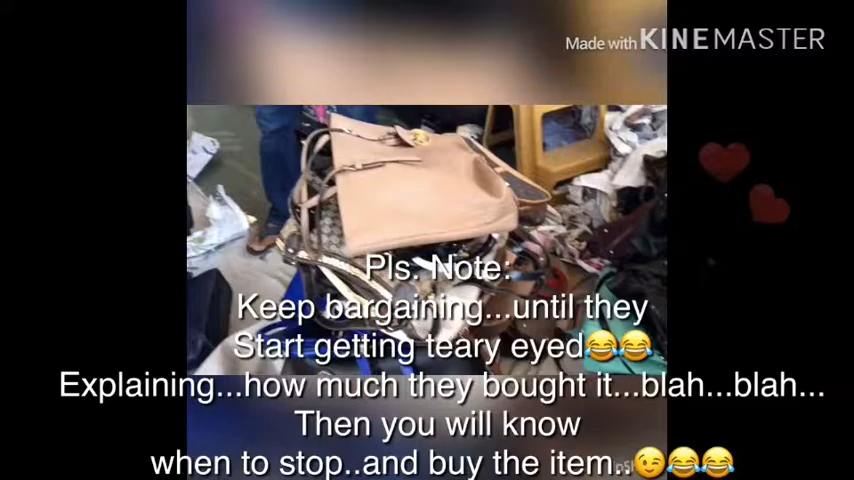 Made with KINEMASTER
Pls. Note:
Keep bargaining...until they
Start getting teary eyed😂😂
Explaining...how much they bought it...blah...blah...
Then you will know
when to stop..and buy the item..😉😂😂